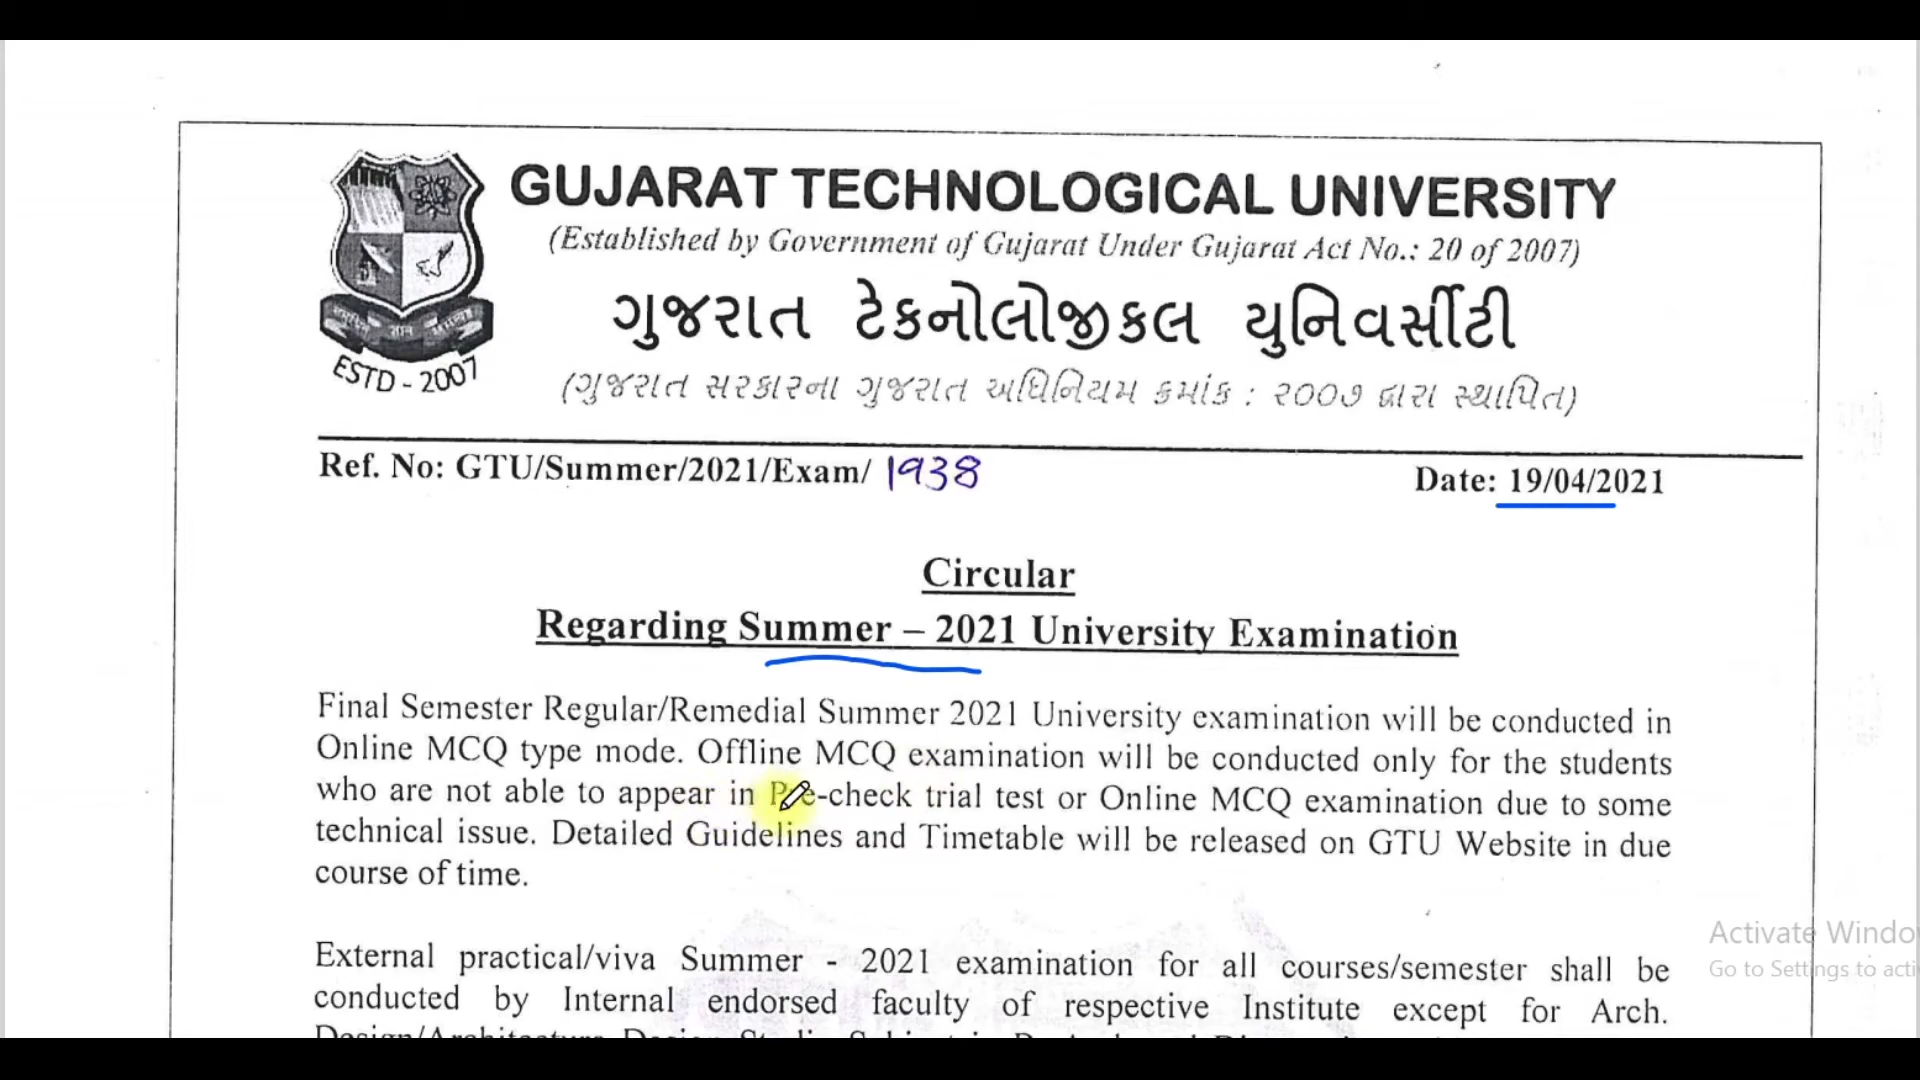 GUJARAT TECHNOLOGICAL UNIVERSITY
(Established by Government of Gujarat Under Gujarat Act No.: 20 of 2007)
ગુજરાત ટેકનોલોજીકલ યુનિવર્સીટી
(ગુજરાત સરકારના ગુજરાત અધિનિયમ ક્રમાંક : ૨૦૦૭ દ્વારા સ્થાપિત)
ESTD - 2007
Ref. No: GTU/Summer/2021/Exam/ 1938
Date: 19/04/2021
Circular
Regarding Summer – 2021 University Examination
Final Semester Regular/Remedial Summer 2021 University examination will be conducted in
Online MCQ type mode. Offline MCQ examination will be conducted only for the students
who are not able to appear in Pre-check trial test or Online MCQ examination due to some
technical issue. Detailed Guidelines and Timetable will be released on GTU Website in due
course of time.
External practical/viva Summer - 2021 examination for all courses/semester shall be
conducted by Internal endorsed faculty of respective Institute except for Arch.
Activate Windo
Go to Settings to acti